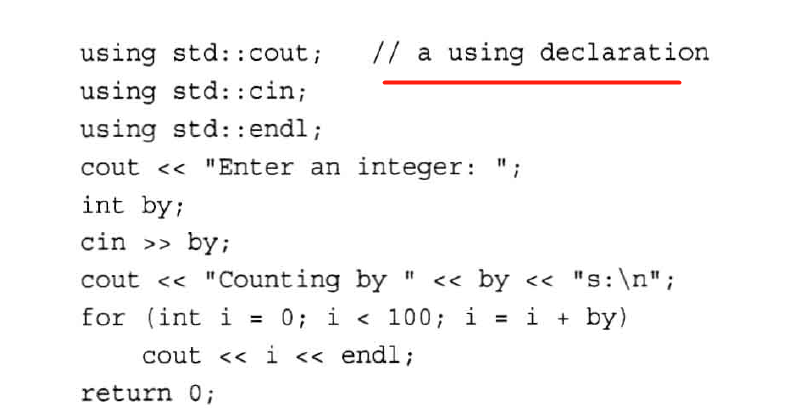 using std::cout;   // a using declaration
using std::cin;
using std::endl;
cout << "Enter an integer: ";
int by;
cin >> by;
cout << "Counting by " << by << "s:\n";
for (int i = 0; i < 100; i = i + by)
    cout << i << endl;
return 0;